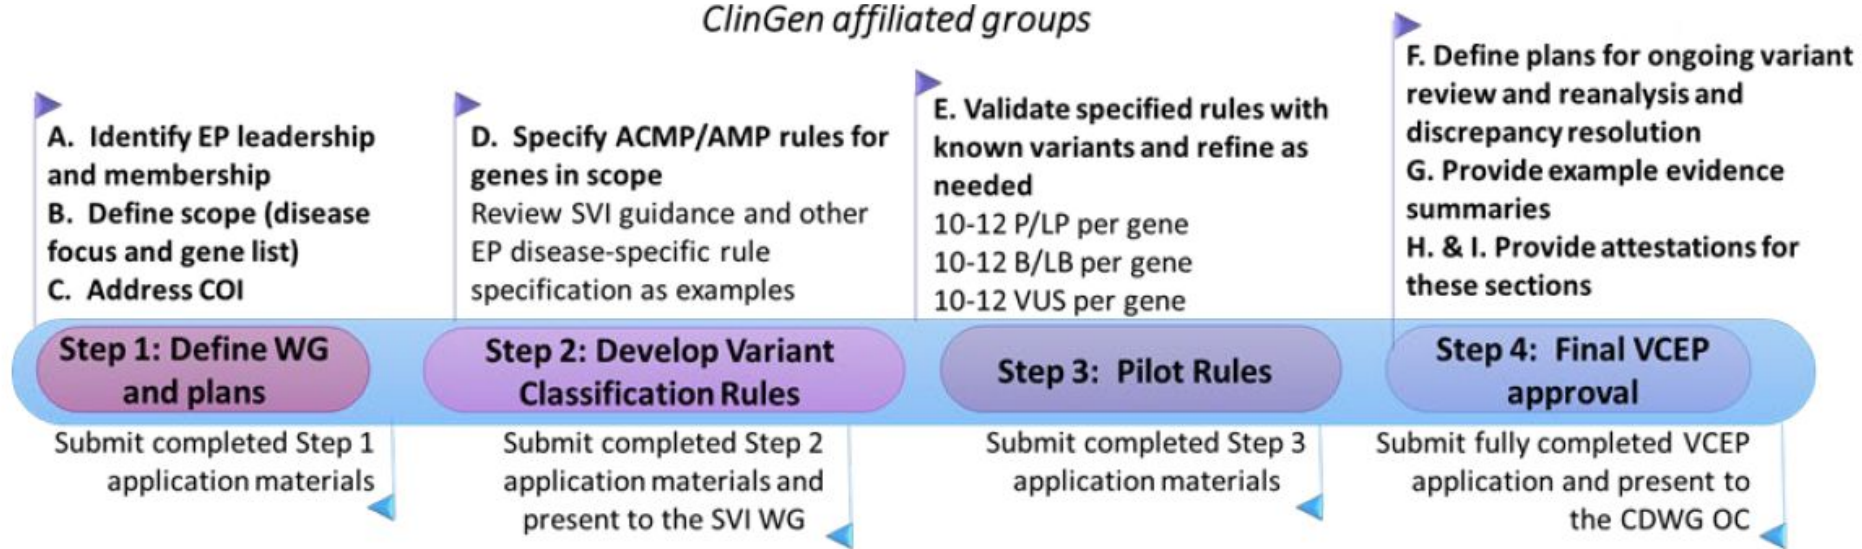 ClinGen affiliated groups
A. Identify EP leadership
and membership
B. Define scope (disease
focus and gene list)
C. Address COI
D. Specify ACMP/AMP rules for
genes in scope
Review SVI guidance and other
EP disease-specific rule
specification as examples
E. Validate specified rules with
known variants and refine as
needed
10-12 P/LP per gene
10-12 B/LB per gene
10-12 VUS per gene
F. Define plans for ongoing variant
review and reanalysis and
discrepancy resolution
G. Provide example evidence
summaries
H. & I. Provide attestations for
these sections
Step 1: Define WG
and plans
Step 2: Develop Variant
Classification Rules
Step 3: Pilot Rules
Step 4: Final VCEP
approval
Submit completed Step 1
application materials
Submit completed Step 2
application materials and
present to the SVI WG
Submit completed Step 3
application materials
Submit fully completed VCEP
application and present to
the CDWG OC